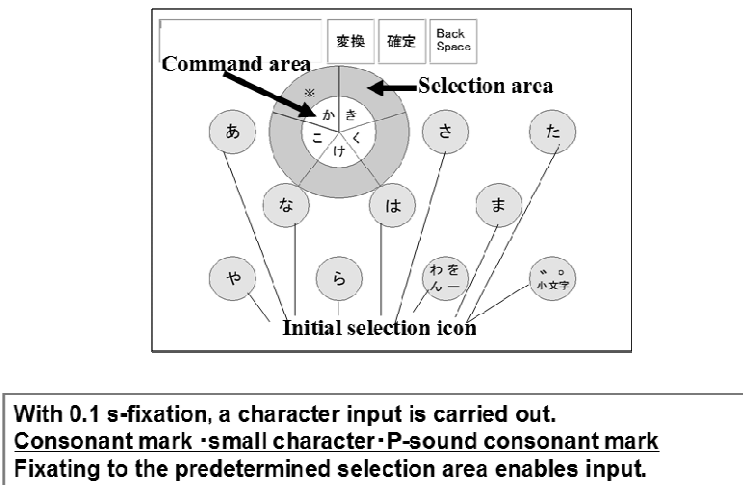 変換 確定 Back
Space
Command area
Selection area
※
か き
こ く
け
あ さ た
な は ま
や ら わ を
ん ー
゛ ゜
小文字
Initial selection icon
With 0.1 s-fixation, a character input is carried out.
Consonant mark ・small character・P-sound consonant mark
Fixating to the predetermined selection area enables input.